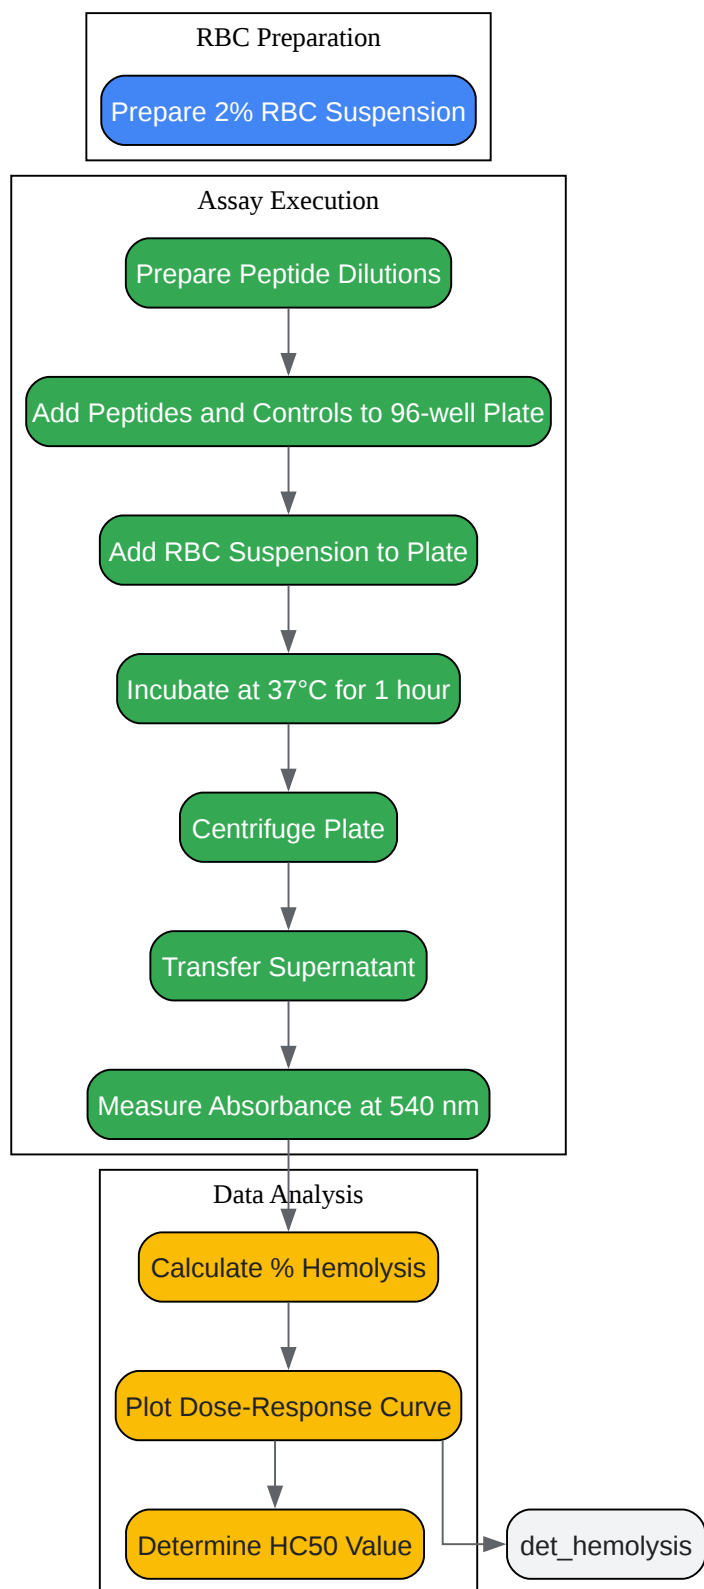 RBC Preparation
Prepare 2% RBC Suspension
Assay Execution
Prepare Peptide Dilutions
Add Peptides and Controls to 96-well Plate
Add RBC Suspension to Plate
Incubate at 37°C for 1 hour
Centrifuge Plate
Transfer Supernatant
Measure Absorbance at 540 nm
Data Analysis
Calculate % Hemolysis
Plot Dose-Response Curve
Determine HC50 Value
det_hemolysis